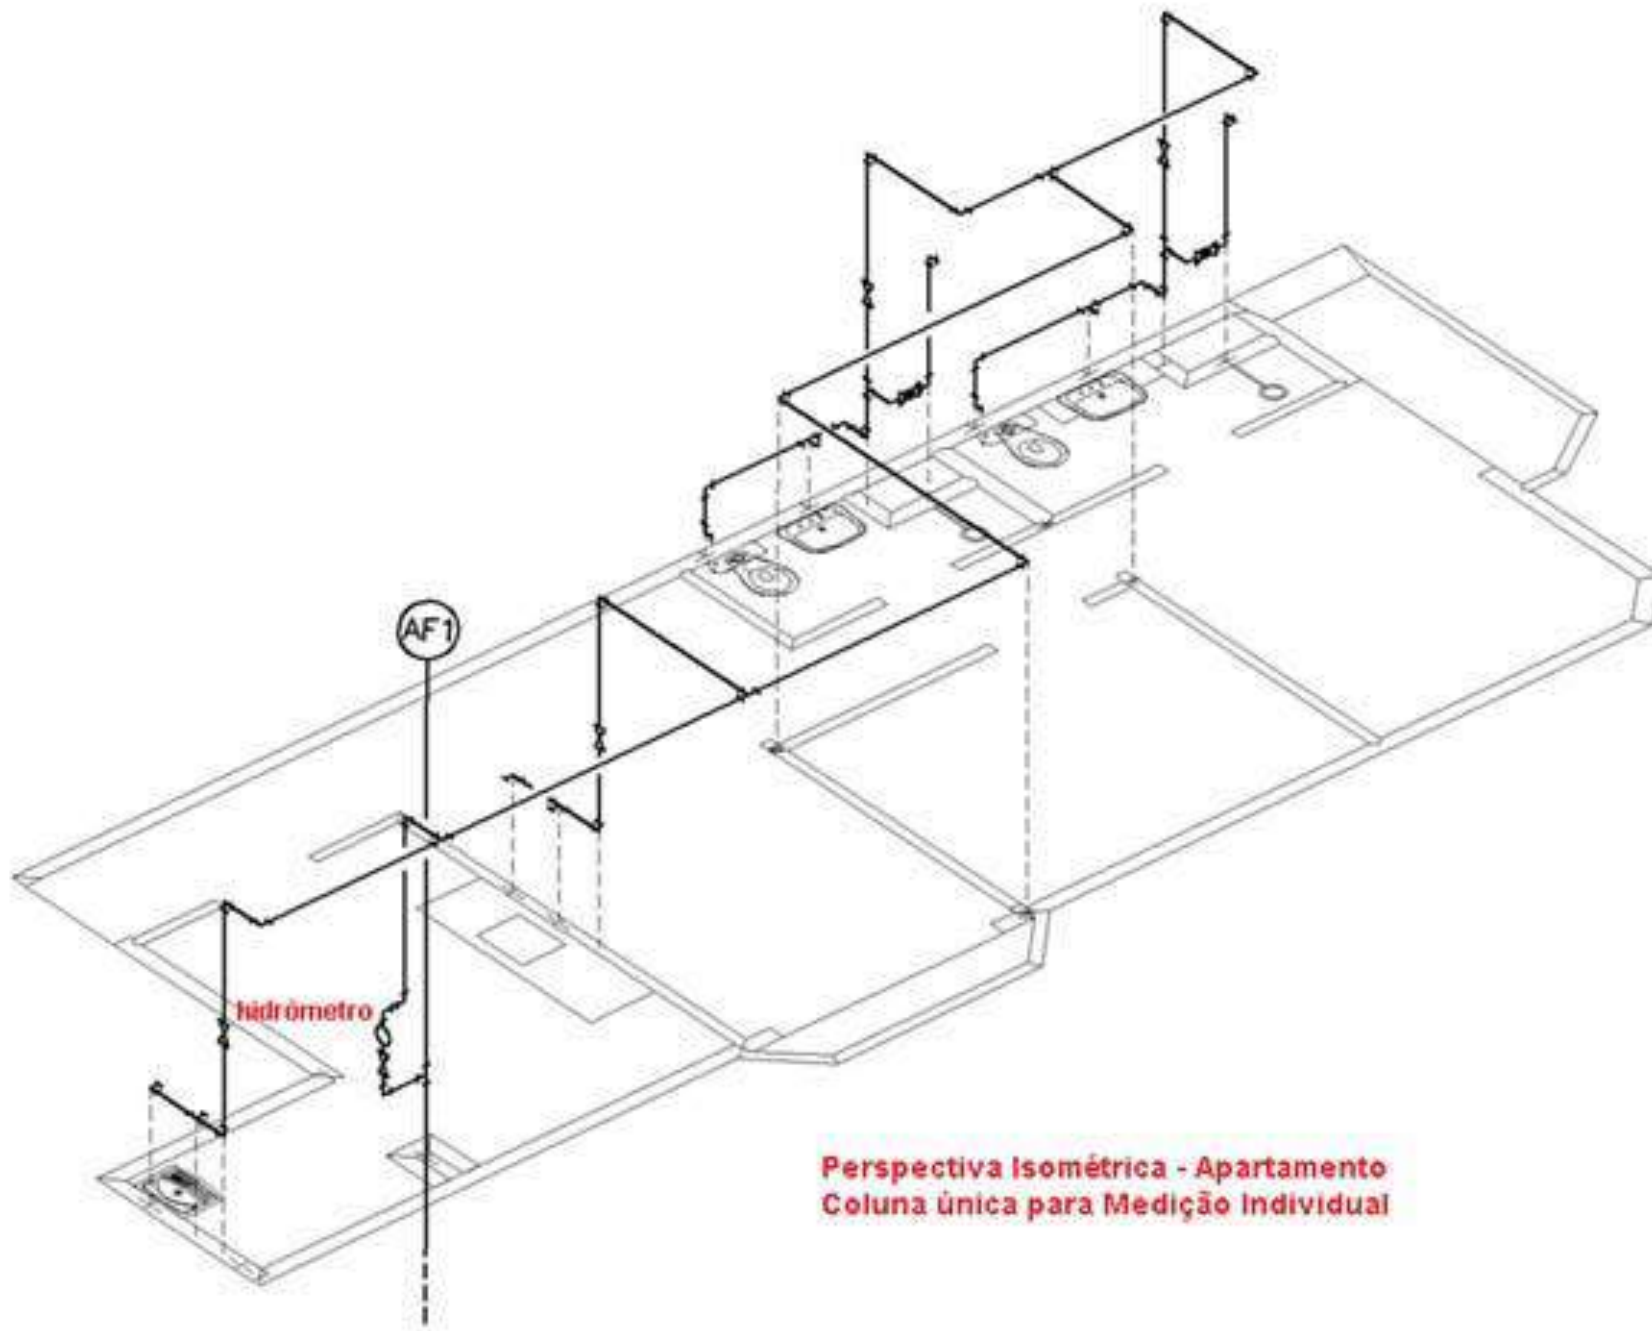 AF1
hidrômetro
Perspectiva Isométrica - Apartamento
Coluna única para Medição Individual